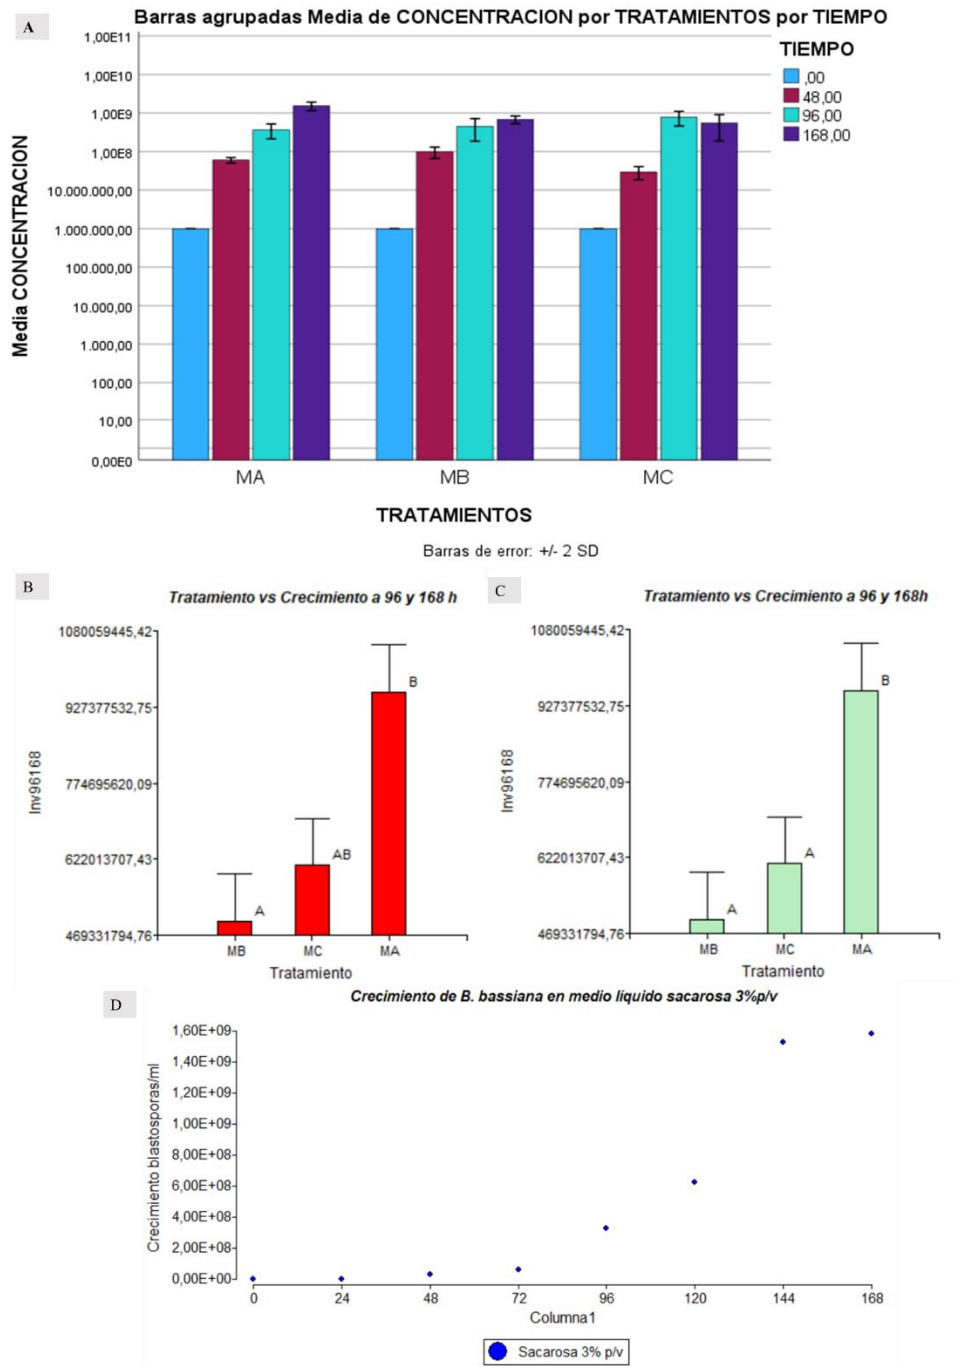 A
Barras agrupadas Media de CONCENTRACION por TRATAMIENTOS por TIEMPO
TIEMPO
,00
48,00
96,00
168,00
Media CONCENTRACION
1,00E11
1,00E10
1,00E9
1,00E8
10.000.000,00
1.000.000,00
100.000,00
10.000,00
1.000,00
100,00
10,00
0,00E0
MA MB MC
TRATAMIENTOS
Barras de error: +/- 2 SD
B
Tratamiento vs Crecimiento a 96 y 168 h
Inv96168
1080059445,42
927377532,75
774695620,09
622013707,43
469331794,76
A
AB
B
MB MC MA
Tratamiento
C
Tratamiento vs Crecimiento a 96 y 168h
Inv96168
1080059445,42
927377532,75
774695620,09
622013707,43
469331794,76
A
A
B
MB MC MA
Tratamiento
D
Crecimiento de B. bassiana en medio liquido sacarosa 3%p/v
Crecimiento blastosporas/ml
1,60E+09
1,40E+09
1,20E+09
1,00E+09
8,00E+08
6,00E+08
4,00E+08
2,00E+08
0,00E+00
0 24 48 72 96 120 144 168
Columna1
Sacarosa 3% p/v